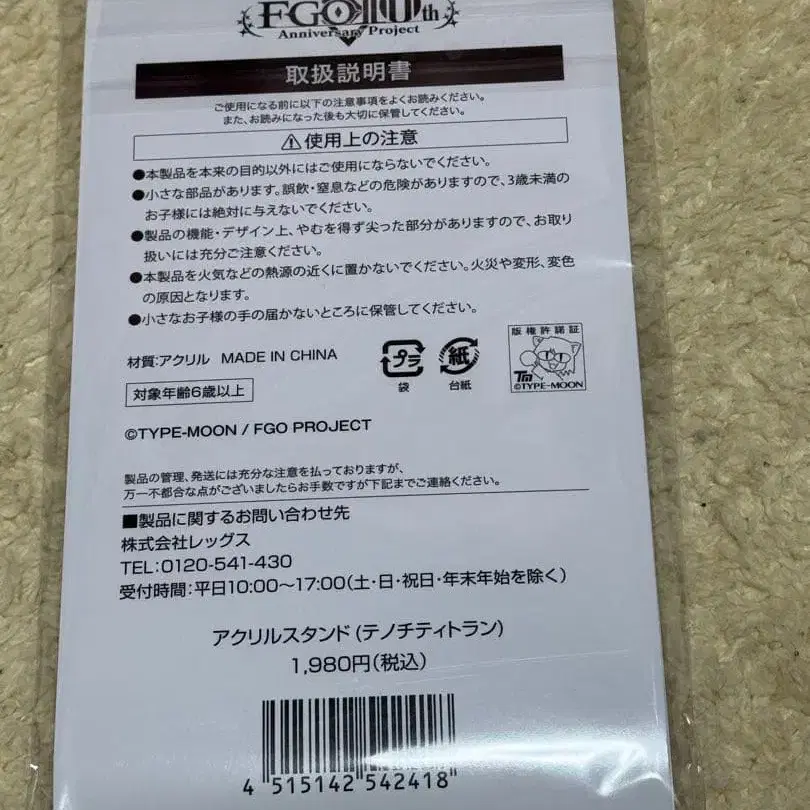 FGO 10th
Anniversary Project
取扱説明書
ご使用になる前に以下の注意事項をよくお読みください。
また、お読みになった後も大切に保管してください。
⚠使用上の注意
●本製品を本来の目的以外にはご使用にならないでください。
●小さな部品があります。誤飲・窒息などの危険がありますので、3歳未満の
お子様には絶対に与えないでください。
●製品の機能・デザイン上、やむを得ず尖った部分がありますので、お取り
扱いには充分ご注意ください。
●本製品を火気などの熱源の近くに置かないでください。火災や変形、変色
の原因となります。
●小さなお子様の手の届かないところに保管してください。
材質:アクリル MADE IN CHINA
プラ
袋
紙
台紙
版権許諾証
TM
©TYPE-MOON
対象年齢6歳以上
©TYPE-MOON / FGO PROJECT
製品の管理、発送には充分な注意を払っておりますが、
万一不都合な点がございましたらお手数ですが下記までご連絡ください。
■製品に関するお問い合わせ先
株式会社レッグス
TEL:0120-541-430
受付時間:平日10:00〜17:00(土・日・祝日・年末年始を除く)
アクリルスタンド(テノチティトラン)
1,980円(税込)
4 515142 542418